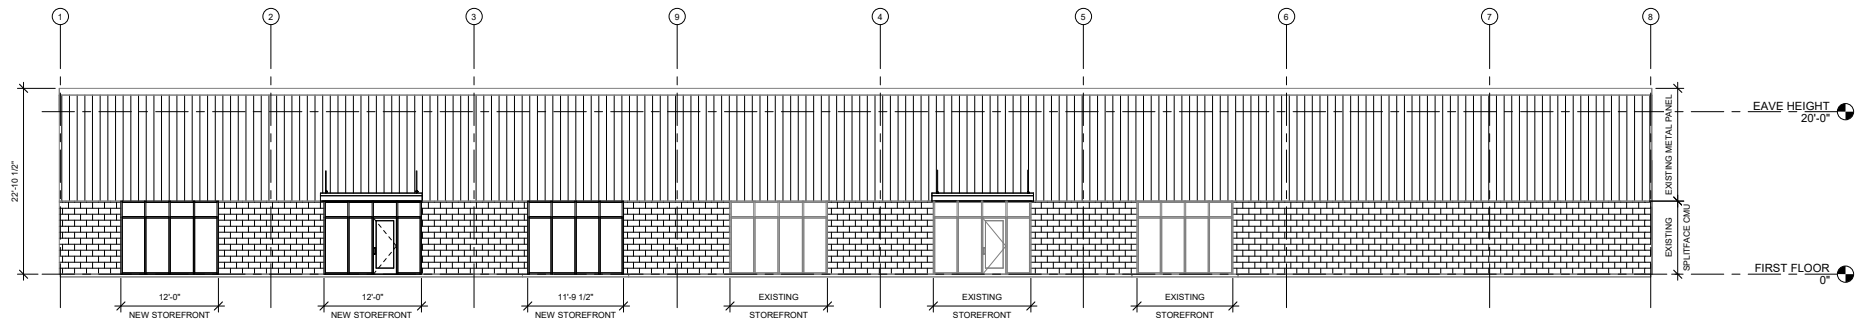 1 2 3 9 4 5 6 7 8
EAVE HEIGHT
20'-0"
EXISTING METAL PANEL
22'-10 1/2"
EXISTING
SPLITFACE CMU
FIRST FLOOR
0"
12'-0"
NEW STOREFRONT
12'-0"
NEW STOREFRONT
11'-9 1/2"
NEW STOREFRONT
EXISTING
STOREFRONT
EXISTING
STOREFRONT
EXISTING
STOREFRONT